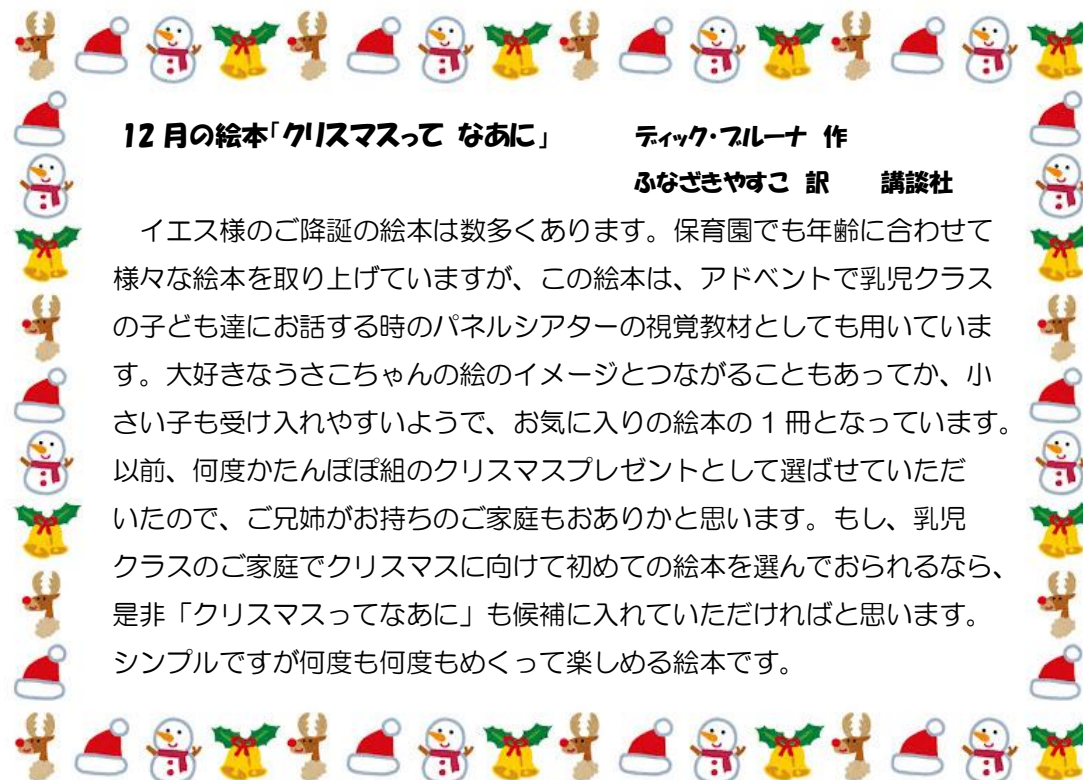 12月の絵本「クリスマスって なあに」 ディック・ブルーナ 作
ふなざきやすこ 訳 講談社
イエス様のご降誕の絵本は数多くあります。保育園でも年齢に合わせて
様々な絵本を取り上げていますが、この絵本は、アドベントで乳児クラス
の子ども達にお話する時のパネルシアターの視覚教材としても用いていま
す。大好きなうさこちゃんの絵のイメージとつながることもあってか、小
さい子も受け入れやすいようで、お気に入りの絵本の1冊となっています。
以前、何度かたんぽぽ組のクリスマスプレゼントとして選ばせていただ
いたので、ご兄姉がお持ちのご家庭もおありかと思います。もし、乳児
クラスのご家庭でクリスマスに向けて初めての絵本を選んでおられるなら、
是非「クリスマスってなあに」も候補に入れていただければと思います。
シンプルですが何度も何度もめくって楽しめる絵本です。